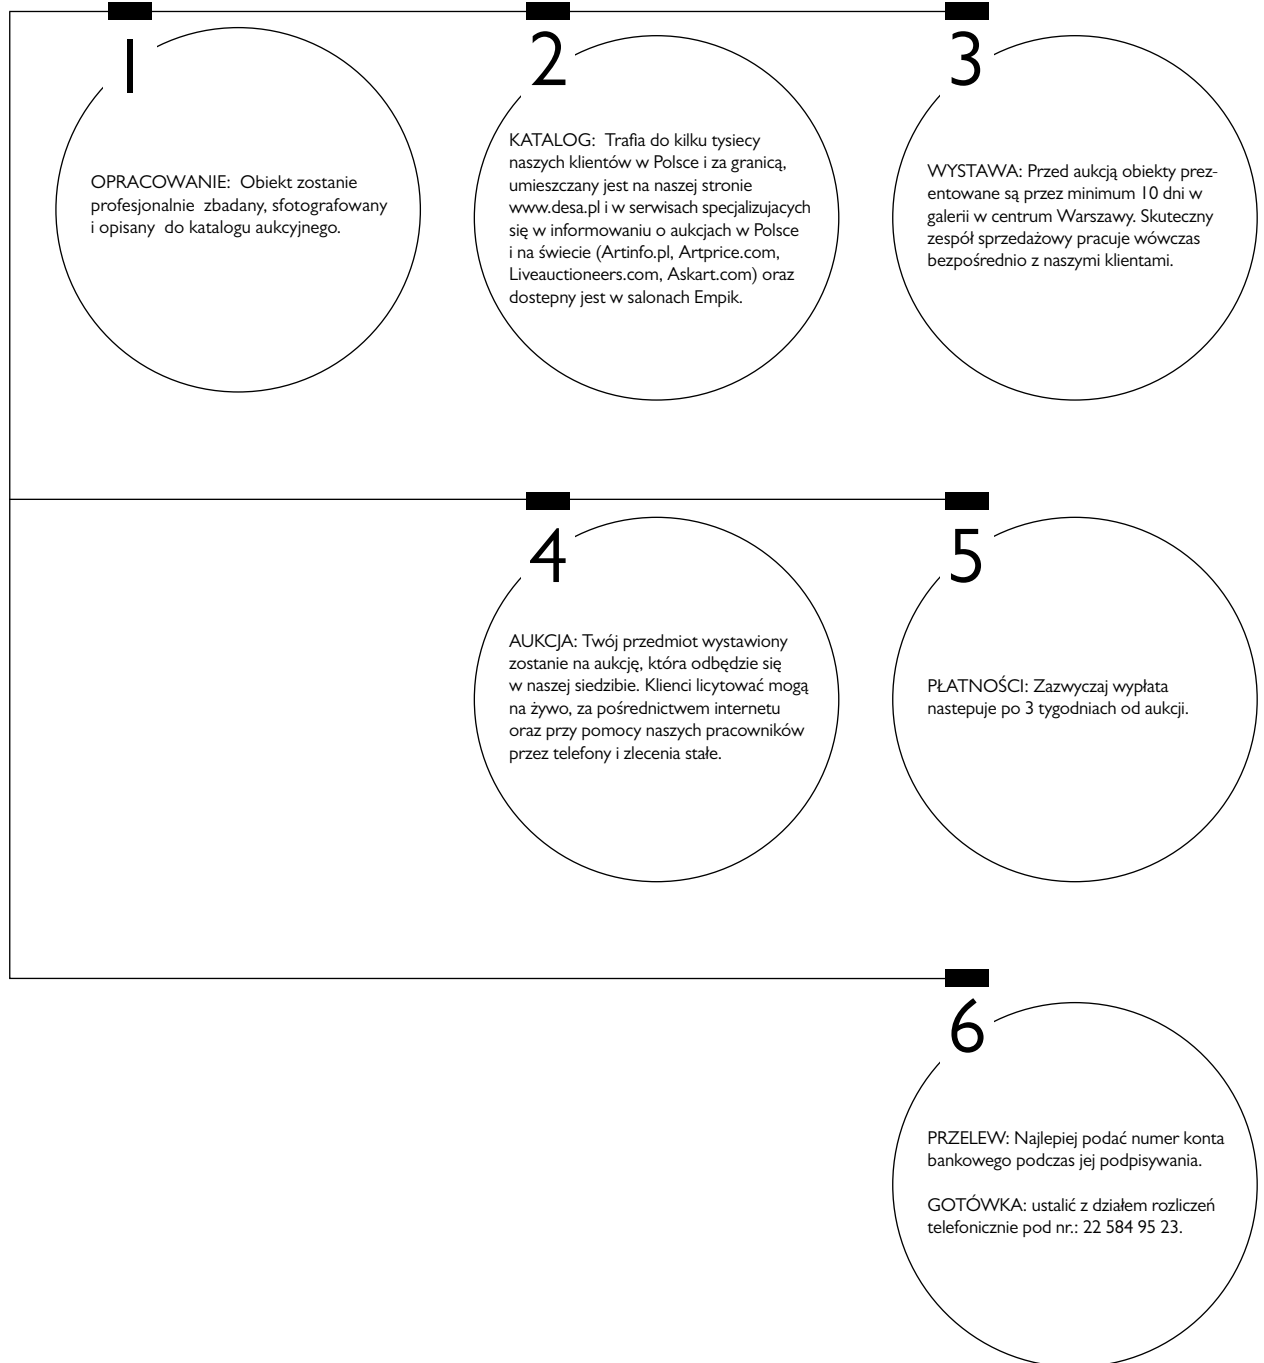 1
OPRACOWANIE: Obiekt zostanie
profesjonalnie zbadany, sfotografowany
i opisany do katalogu aukcyjnego.
2
KATALOG: Trafia do kilku tysiecy
naszych klientów w Polsce i za granicą,
umieszczany jest na naszej stronie
www.desa.pl i w serwisach specjalizujacych
się w informowaniu o aukcjach w Polsce
i na świecie (Artinfo.pl, Artprice.com,
Liveauctioneers.com, Askart.com) oraz
dostepny jest w salonach Empik.
3
WYSTAWA: Przed aukcją obiekty prez-
entowane są przez minimum 10 dni w
galerii w centrum Warszawy. Skuteczny
zespół sprzedażowy pracuje wówczas
bezpośrednio z naszymi klientami.
4
AUKCJA: Twój przedmiot wystawiony
zostanie na aukcję, która odbędzie się
w naszej siedzibie. Klienci licytować mogą
na żywo, za pośrednictwem internetu
oraz przy pomocy naszych pracowników
przez telefony i zlecenia stałe.
5
PŁATNOŚCI: Zazwyczaj wypłata
nastepuje po 3 tygodniach od aukcji.
6
PRZELEW: Najlepiej podać numer konta
bankowego podczas jej podpisywania.
GOTÓWKA: ustalić z działem rozliczeń
telefonicznie pod nr.: 22 584 95 23.